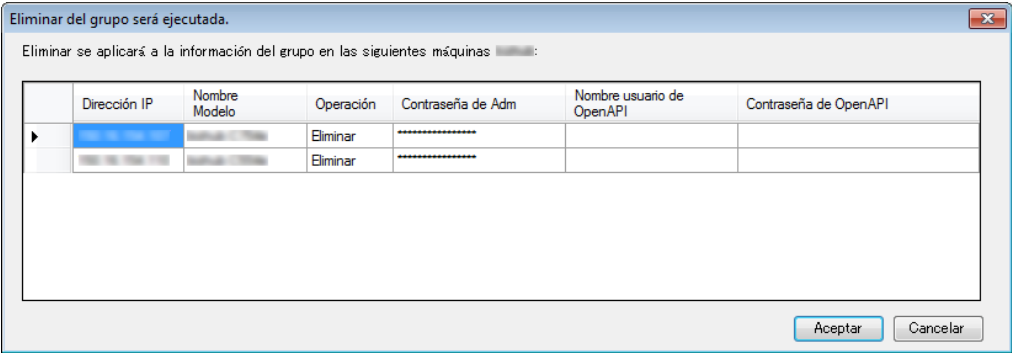 Eliminar del grupo será ejecutada.
Eliminar se aplicará a la información del grupo en las siguientes máquinas :
Dirección IP Nombre Modelo Operación Contraseña de Adm Nombre usuario de OpenAPI Contraseña de OpenAPI
Eliminar ****************
Eliminar ****************
Aceptar Cancelar